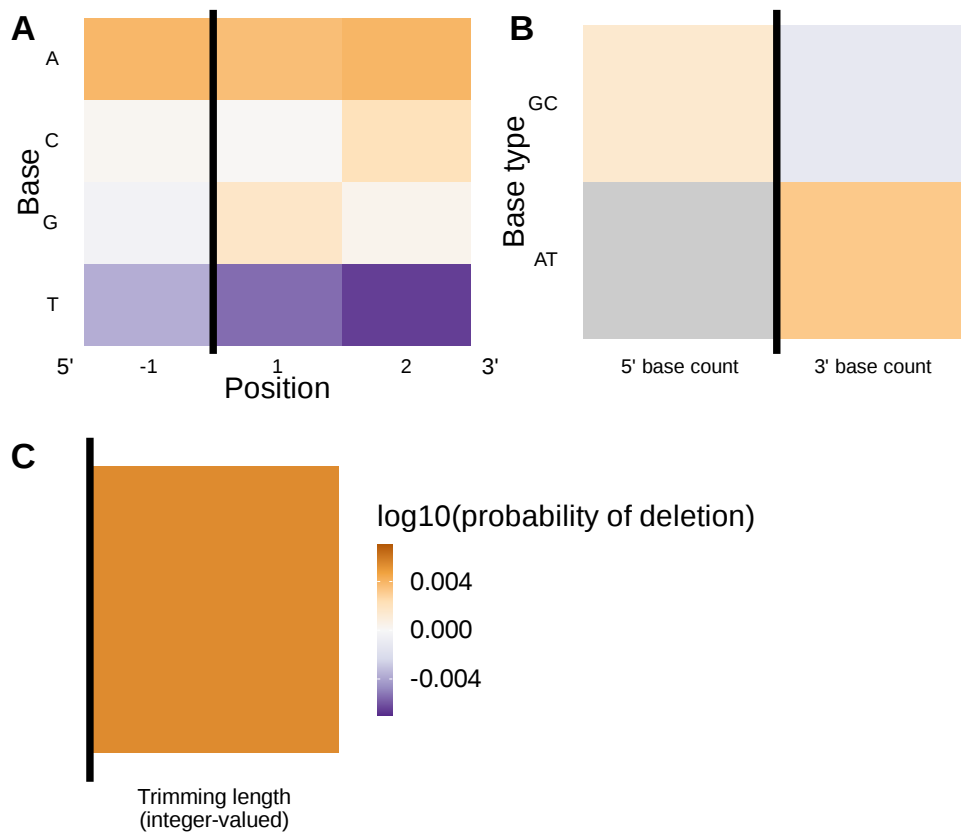 A
Base
A
C
G
T
5'
-1
1
2
3'
Position
B
Base type
GC
AT
5' base count
3' base count
C
Trimming length
(integer-valued)
log10(probability of deletion)
0.004
0.000
-0.004